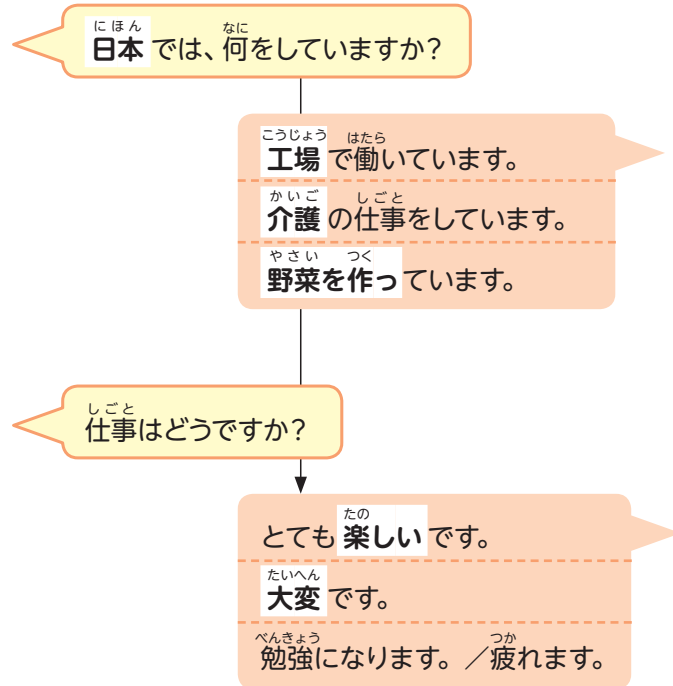 にほん なに
日本では、何をしていますか?
こうじょう はたら
工場で働いています。
かいご しごと
介護の仕事をしています。
やさい つく
野菜を作っています。
しごと
仕事はどうですか?
たの
とても楽しいです。
たいへん
大変です。
べんきょう つか
勉強になります。／疲れます。